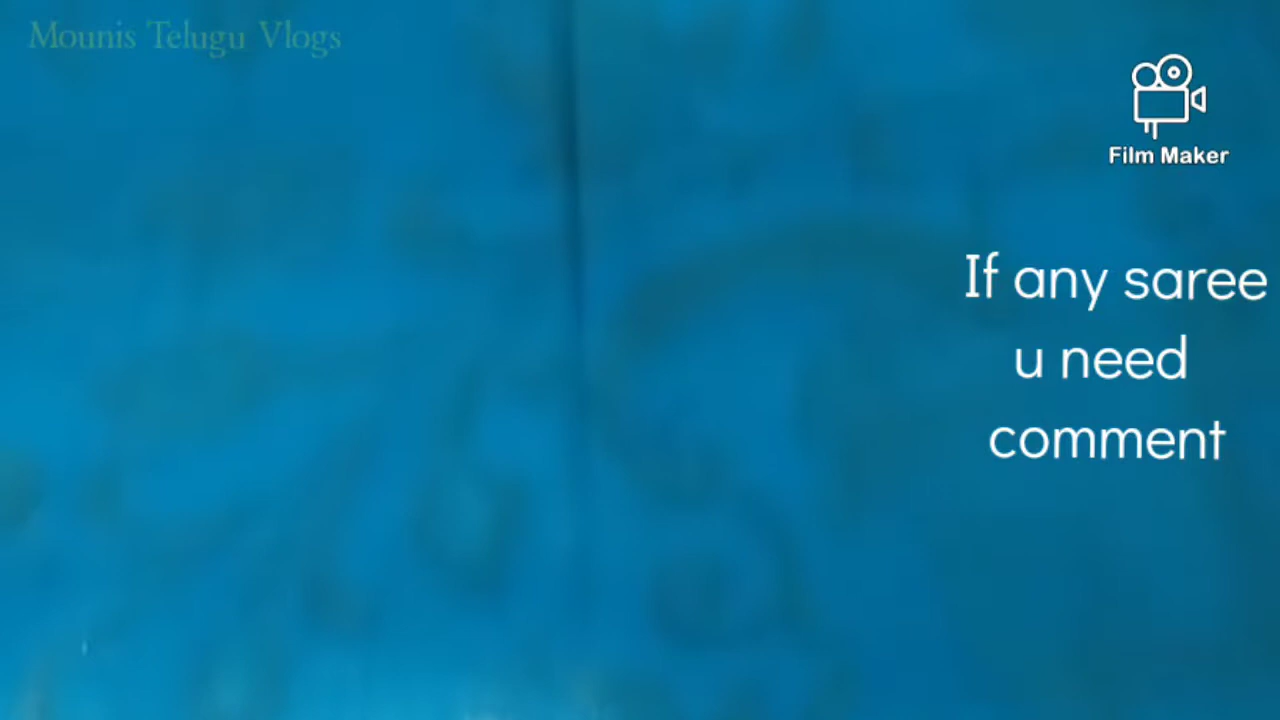 Mounis Telugu Vlogs
Film Maker
If any saree
u need
comment